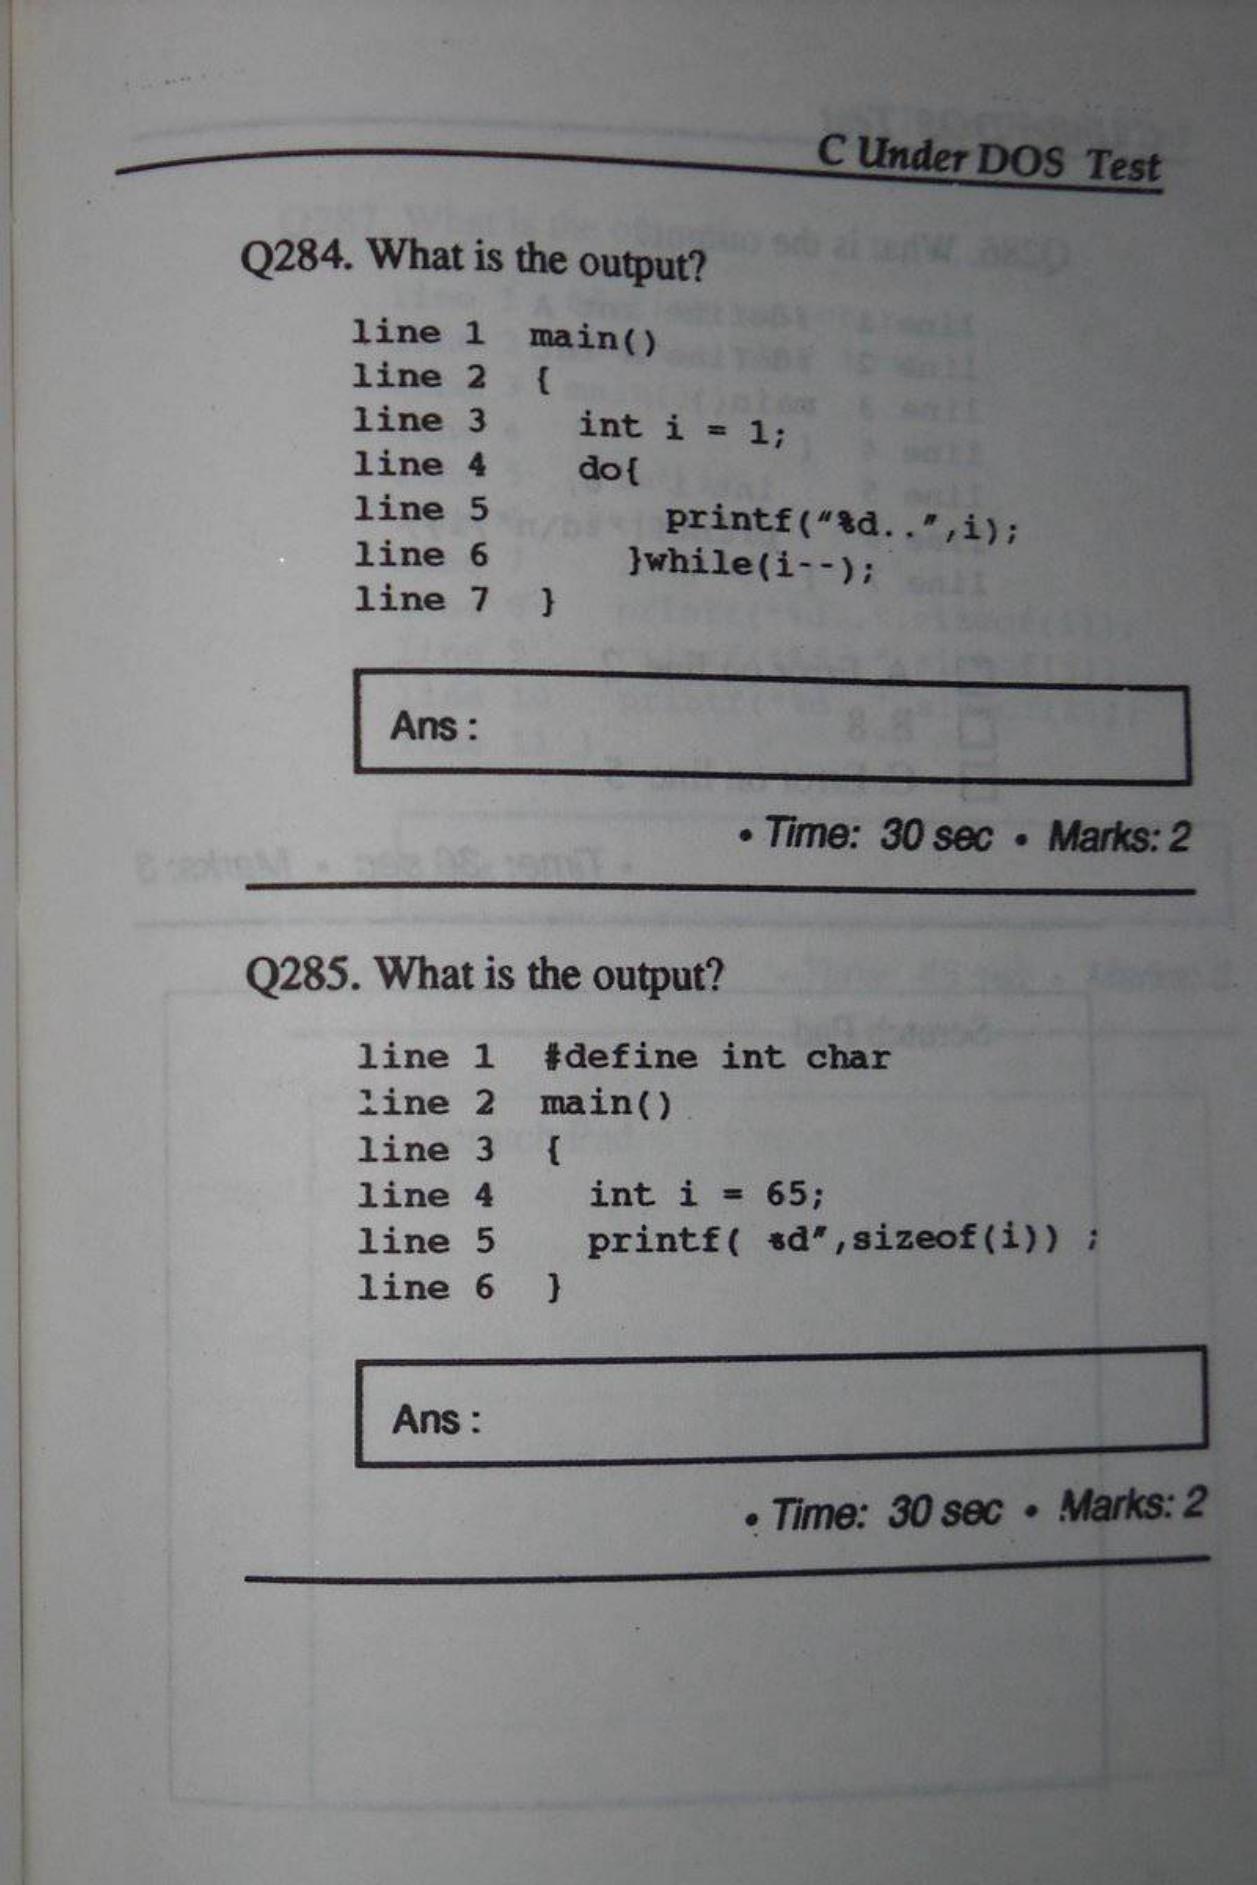 C Under DOS Test
Q284. What is the output?
line 1 main()
line 2 {
line 3 int i = 1;
line 4 do{
line 5 printf("%d..",i);
line 6 }while(i--);
line 7 }
Ans :
• Time: 30 sec • Marks: 2
Q285. What is the output?
line 1 #define int char
line 2 main()
line 3 {
line 4 int i = 65;
line 5 printf( %d",sizeof(i)) ;
line 6 }
Ans :
• Time: 30 sec • Marks: 2